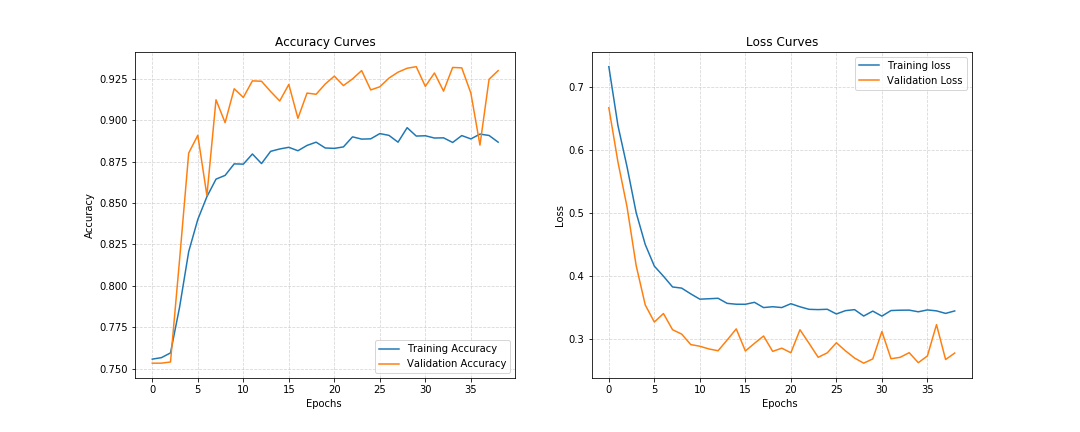 Accuracy Curves
0.925
0.900
0.875
0.850
0.825
0.800
0.775
0.750
Accuracy
0
5
10
15
20
25
30
35
Epochs
Training Accuracy
Validation Accuracy
Loss Curves
0.7
0.6
0.5
0.4
0.3
Loss
0
5
10
15
20
25
30
35
Epochs
Training loss
Validation Loss